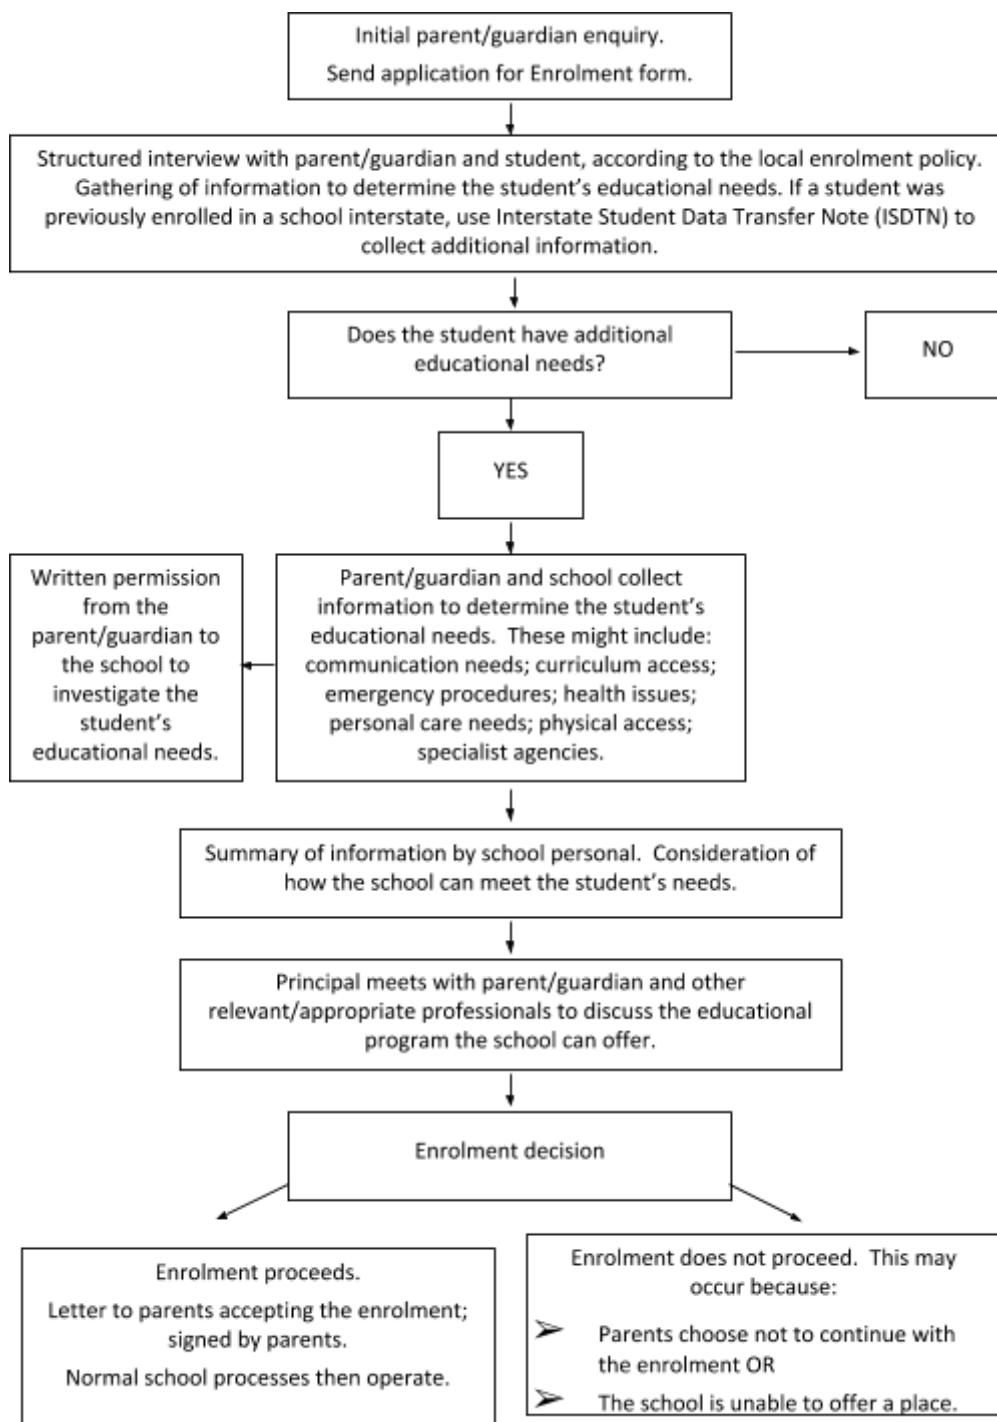 Initial parent/guardian enquiry.
Send application for Enrolment form.
Structured interview with parent/guardian and student, according to the local enrolment policy.
Gathering of information to determine the student's educational needs. If a student was
previously enrolled in a school interstate, use Interstate Student Data Transfer Note (ISDTN) to
collect additional information.
Does the student have additional
educational needs?
NO
YES
Written permission
from the
parent/guardian to
the school to
investigate the
student's
educational needs.
Parent/guardian and school collect
information to determine the student's
educational needs.  These might include:
communication needs; curriculum access;
emergency procedures; health issues;
personal care needs; physical access;
specialist agencies.
Summary of information by school personal.  Consideration of
how the school can meet the student's needs.
Principal meets with parent/guardian and other
relevant/appropriate professionals to discuss the educational
program the school can offer.
Enrolment decision
Enrolment proceeds.
Letter to parents accepting the enrolment;
signed by parents.
Normal school processes then operate.
Enrolment does not proceed.  This may
occur because:
➢ Parents choose not to continue with
the enrolment OR
➢ The school is unable to offer a place.